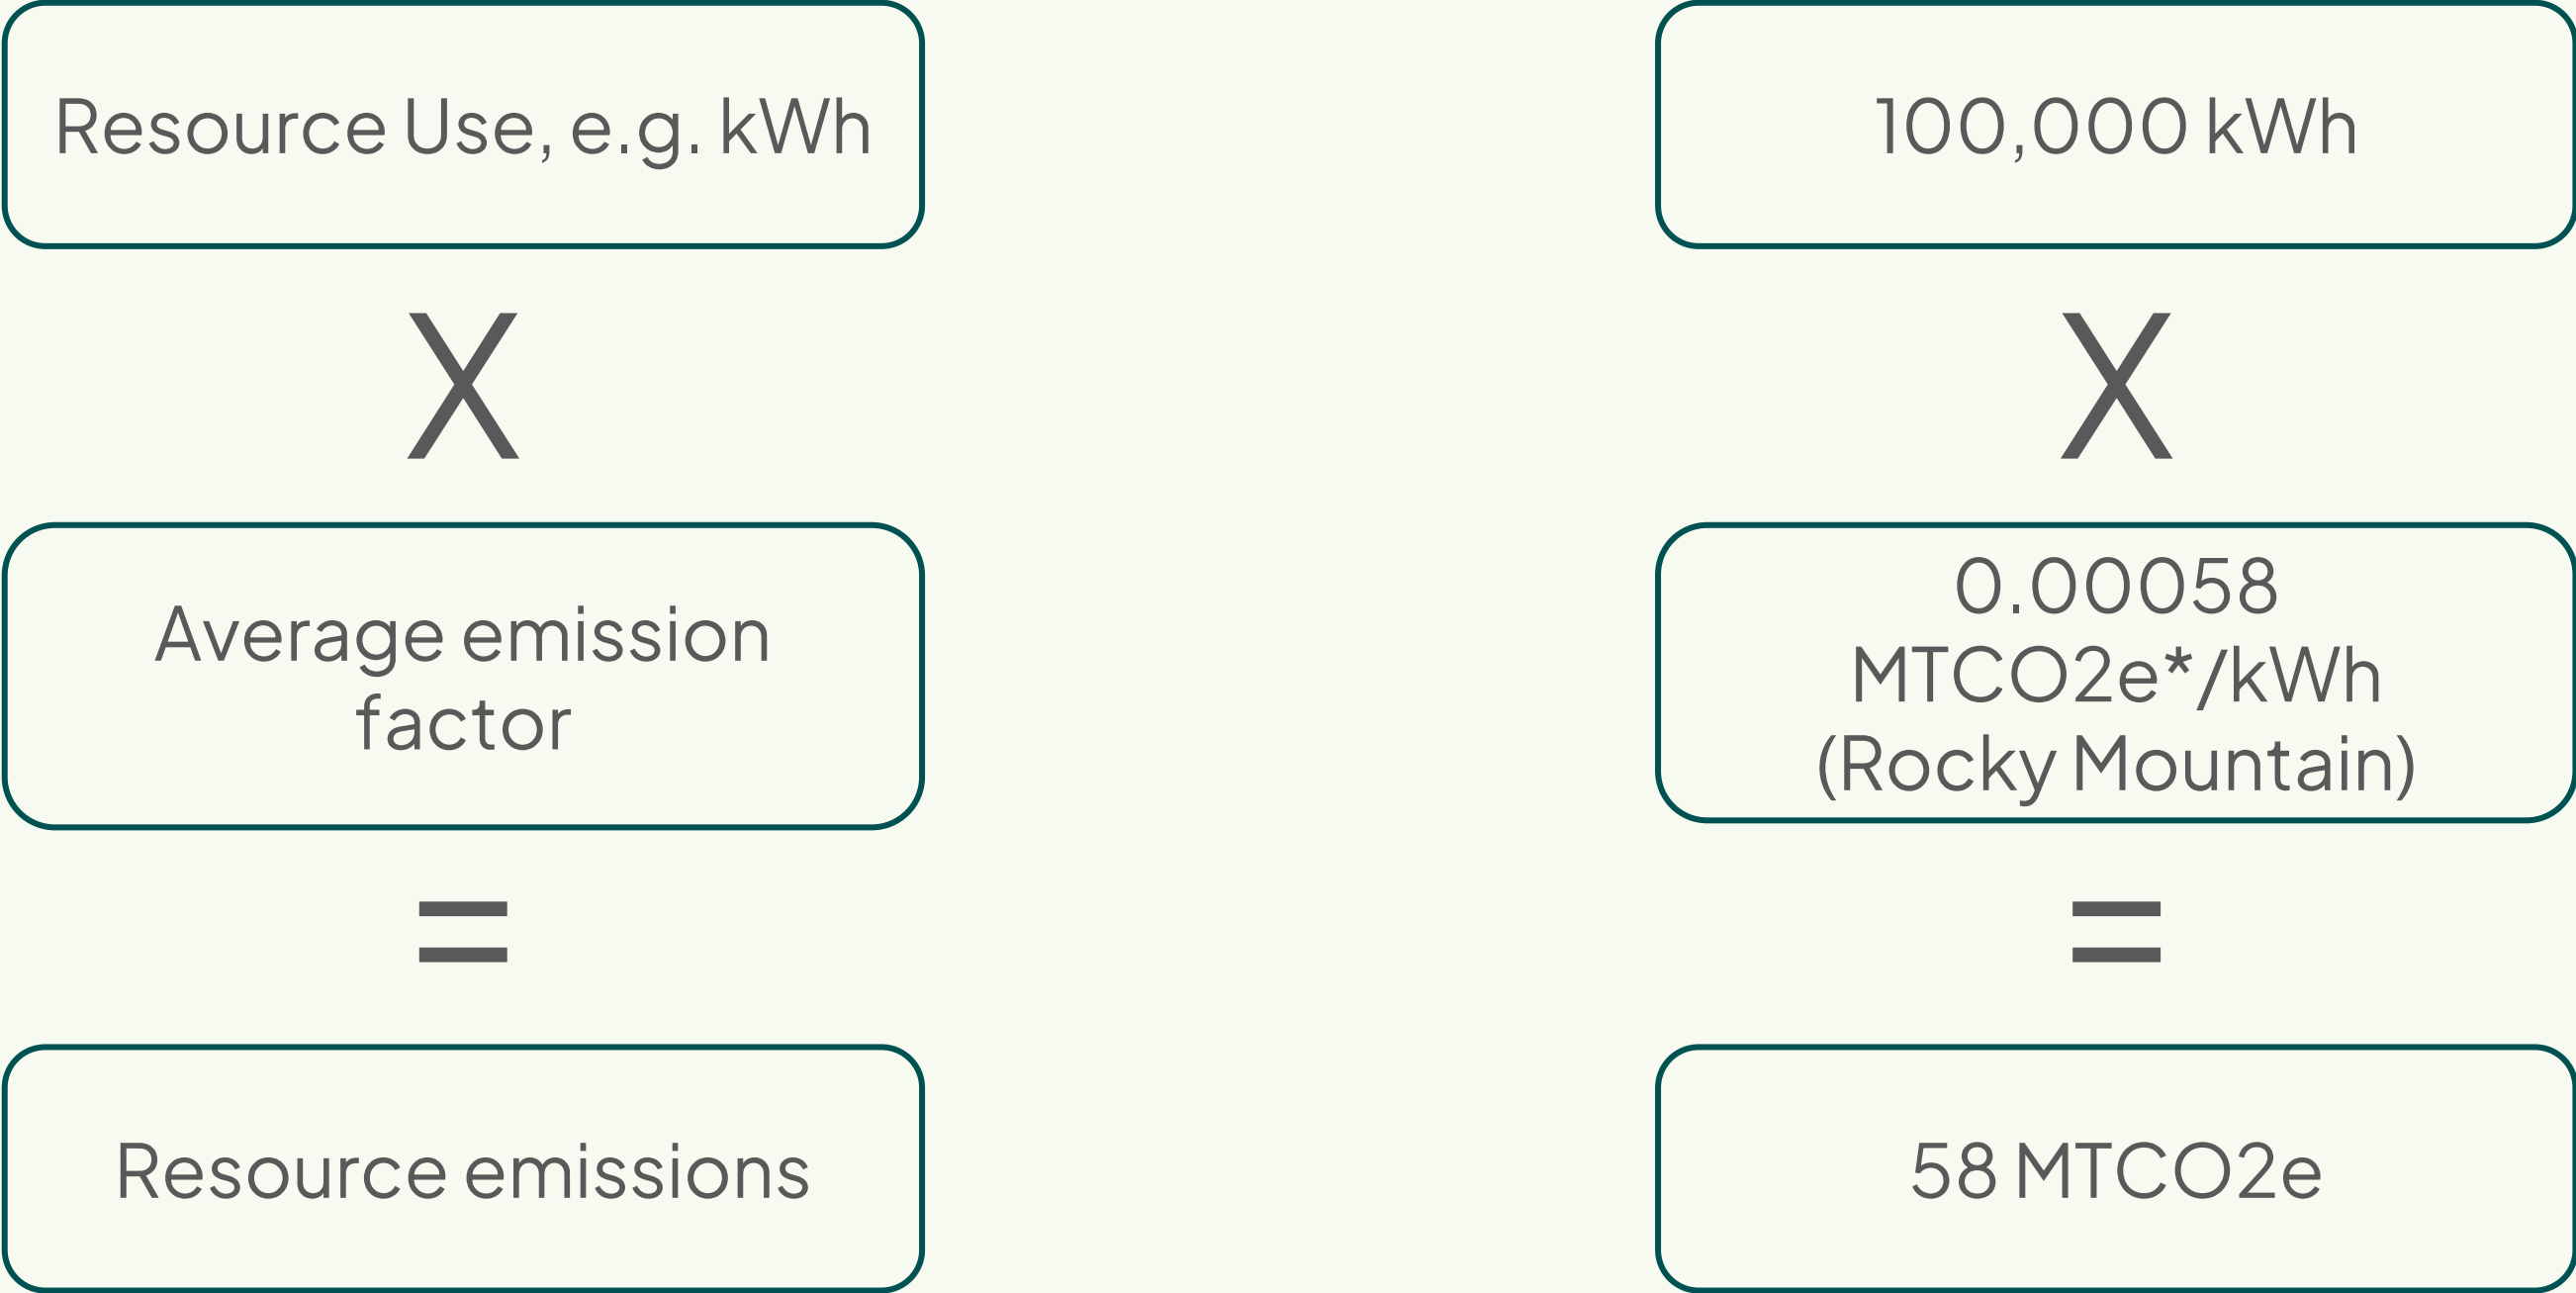 Resource Use, e.g. kWh
X
Average emission
factor
=
Resource emissions
100,000 kWh
X
0.00058
MTCO2e*/kWh
(Rocky Mountain)
=
58 MTCO2e